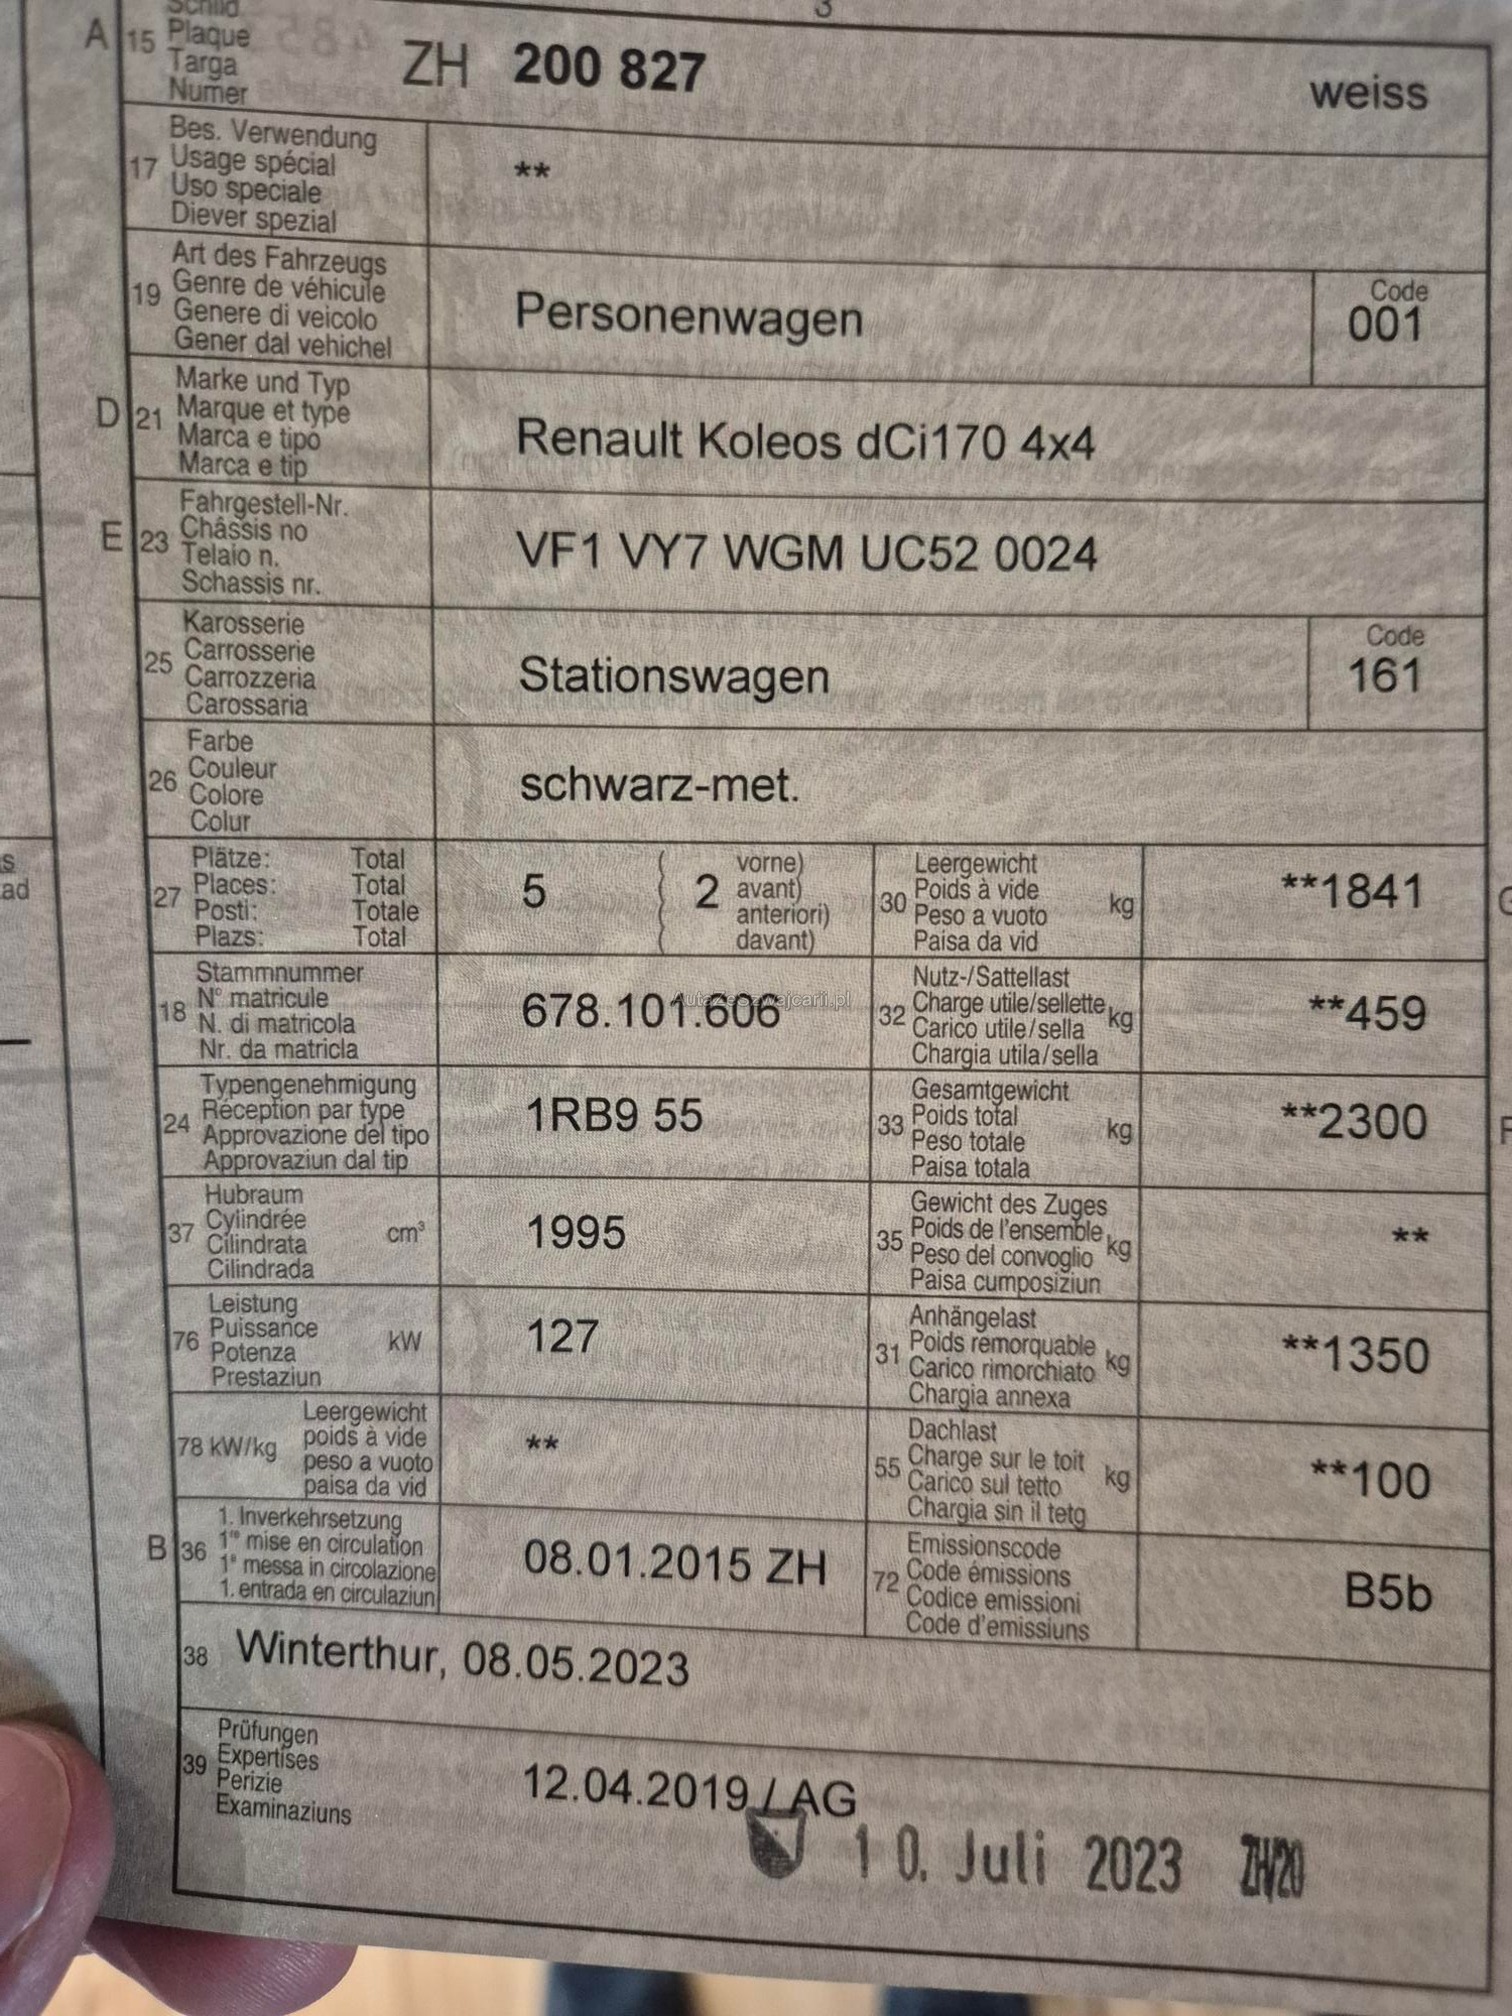 3
Schild
A 15 Plaque ZH 200 827 weiss
Targa
Numer
Bes. Verwendung
17 Usage spécial **
Uso speciale
Diever spezial
Art des Fahrzeugs Code
19 Genre de véhicule Personenwagen 001
Genere di veicolo
Gener dal vehichel
Marke und Typ
D 21 Marque et type Renault Koleos dCi170 4x4
Marca e tipo
Marca e tip
Fahrgestell-Nr.
E 23 Châssis no VF1 VY7 WGM UC52 0024
Telaio n.
Schassis nr.
Karosserie Code
25 Carrosserie Stationswagen 161
Carrozzeria
Carossaria
Farbe
26 Couleur schwarz-met.
Colore
Colur
Plätze: Total vorne)
27 Places: Total 5 ( 2 avant)
Posti: Totale anteriori)
Plazs: Total davant)
Leergewicht
30 Poids à vide kg **1841
Peso a vuoto
Paisa da vid
Stammnummer
18 N° matricule 678.101.606
N. di matricola
Nr. da matricla
AutazeSzwajcarii.pl
Nutz-/Sattellast
32 Charge utile/sellette kg **459
Carico utile/sella
Chargia utila/sella
Typengenehmigung
24 Réception par type 1RB9 55
Approvazione del tipo
Approvaziun dal tip
Gesamtgewicht
33 Poids total kg **2300
Peso totale
Paisa totala
Hubraum
37 Cylindrée cm³ 1995
Cilindrata
Cilindrada
Gewicht des Zuges
35 Poids de l'ensemble kg **
Peso del convoglio
Paisa cumposiziun
Leistung
76 Puissance kW 127
Potenza
Prestaziun
Anhängelast
31 Poids remorquable kg **1350
Carico rimorchiato
Chargia annexa
Leergewicht
78 kW/kg poids à vide **
peso a vuoto
paisa da vid
Dachlast
55 Charge sur le toit kg **100
Carico sul tetto
Chargia sin il tetg
1. Inverkehrsetzung
B 36 1re mise en circulation 08.01.2015 ZH
1a messa in circolazione
1. entrada en circulaziun
Emissionscode
72 Code émissions B5b
Codice emissioni
Code d'emissiuns
38 Winterthur, 08.05.2023
Prüfungen
39 Expertises 12.04.2019 / AG
Perizie
Examinaziuns
10. Juli 2023 ZH/20